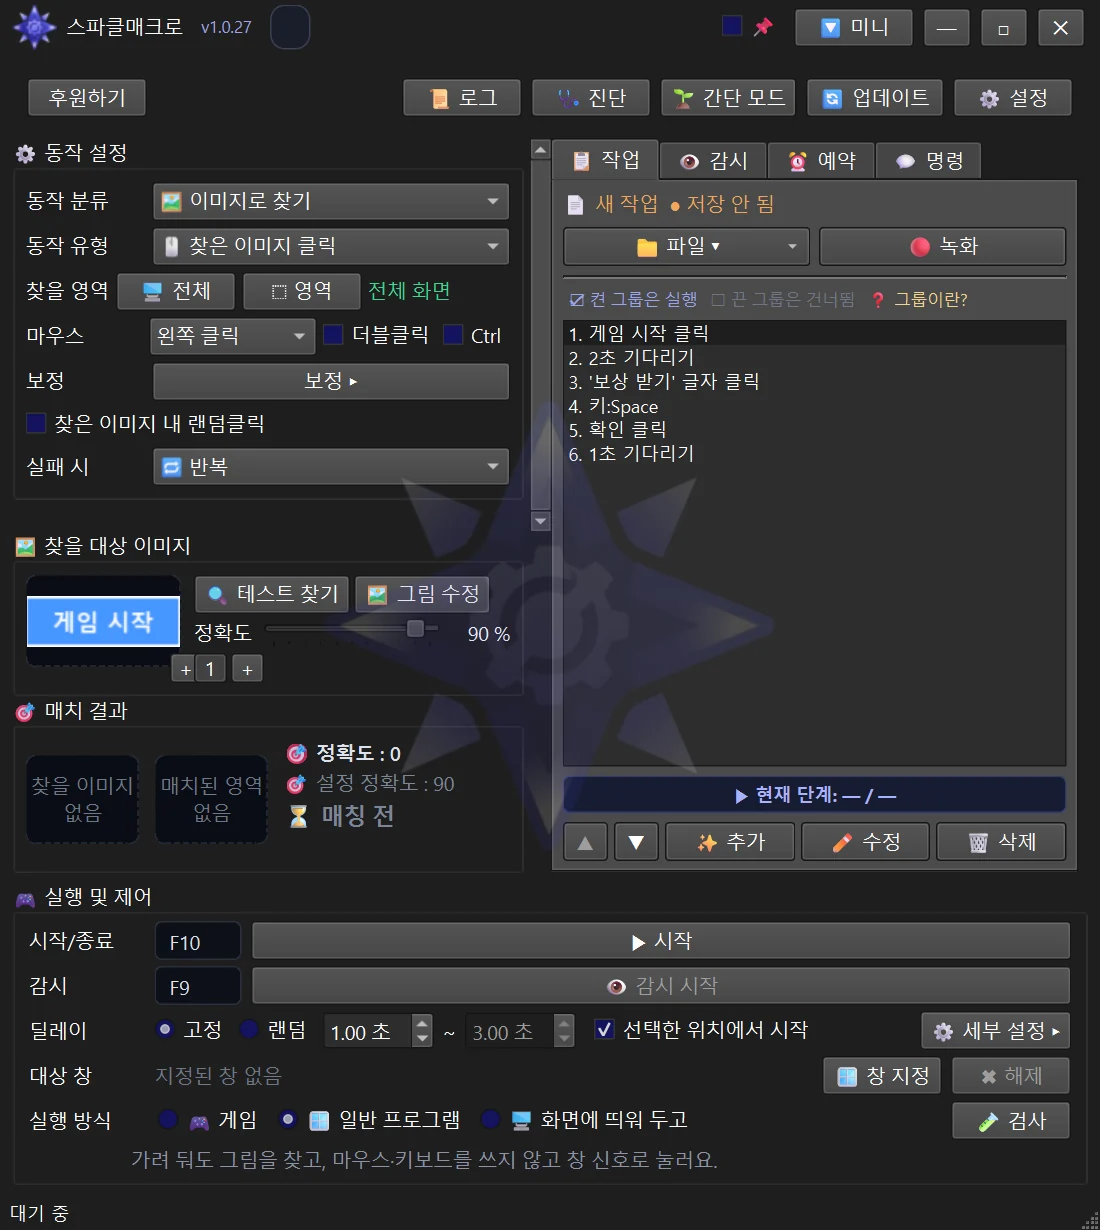 스파클매크로 v1.0.27 미니
후원하기 로그 진단 간단 모드 업데이트 설정
동작 설정
동작 분류 이미지로 찾기
동작 유형 찾은 이미지 클릭
찾을 영역 전체 영역 전체 화면
마우스 왼쪽 클릭 더블클릭 Ctrl
보정 보정 ▸
찾은 이미지 내 랜덤클릭
실패 시 반복
찾을 대상 이미지
게임 시작 테스트 찾기 그림 수정
정확도 90 %
+ 1 +
매치 결과
찾을 이미지 없음
매치된 영역 없음
정확도 : 0
설정 정확도 : 90
매칭 전
작업 감시 예약 명령
새 작업 ● 저장 안 됨
파일 ▾ 녹화
켠 그룹은 실행 끈 그룹은 건너뜀 ❓ 그룹이란?
1. 게임 시작 클릭
2. 2초 기다리기
3. '보상 받기' 글자 클릭
4. 키:Space
5. 확인 클릭
6. 1초 기다리기
▶ 현재 단계: — / —
▲ ▼ 추가 수정 삭제
실행 및 제어
시작/종료 F10 ▶ 시작
감시 F9 감시 시작
딜레이 고정 랜덤 1.00 초 ~ 3.00 초 선택한 위치에서 시작 세부 설정 ▸
대상 창 지정된 창 없음 창 지정 ✖ 해제
실행 방식 게임 일반 프로그램 화면에 띄워 두고 검사
가려 둬도 그림을 찾고, 마우스·키보드를 쓰지 않고 창 신호로 눌러요.
대기 중